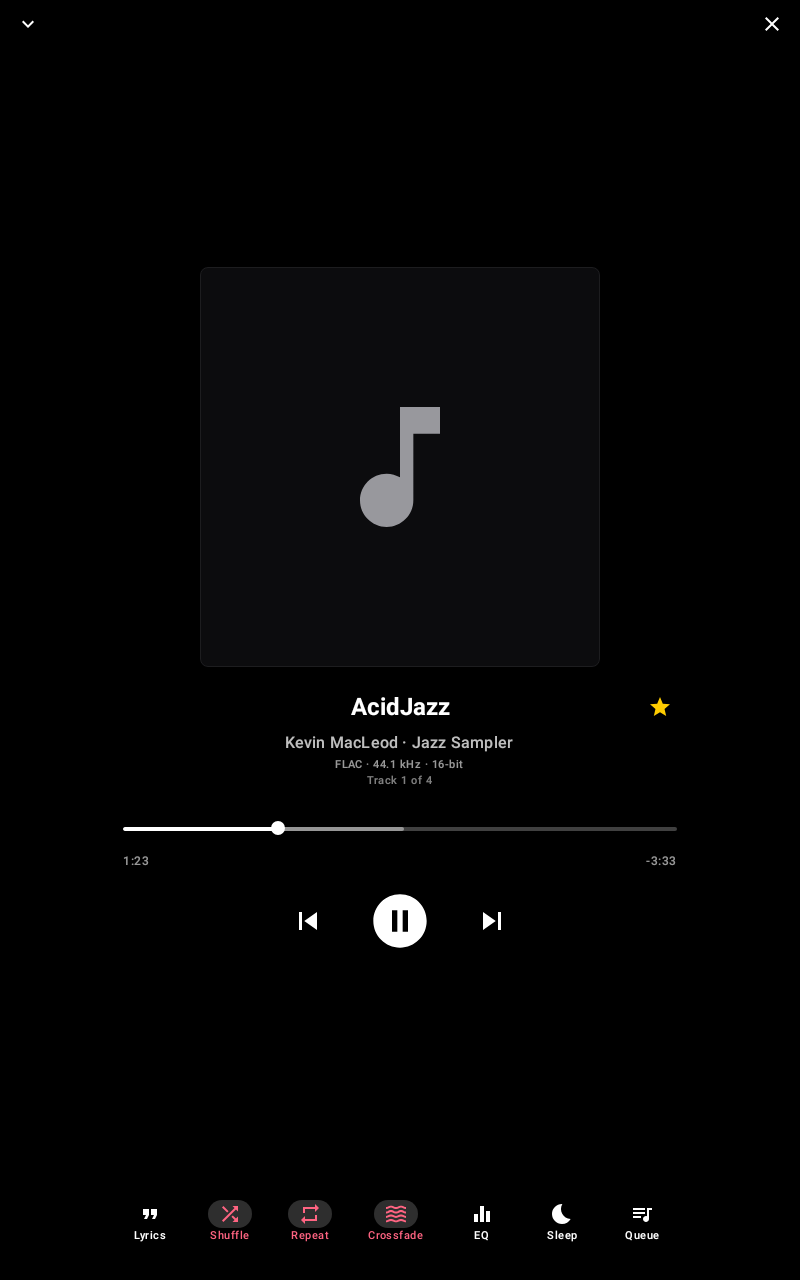 AcidJazz
Kevin MacLeod · Jazz Sampler
FLAC · 44.1 kHz · 16-bit
Track 1 of 4
1:23
-3:33
Lyrics
Shuffle
Repeat
Crossfade
EQ
Sleep
Queue